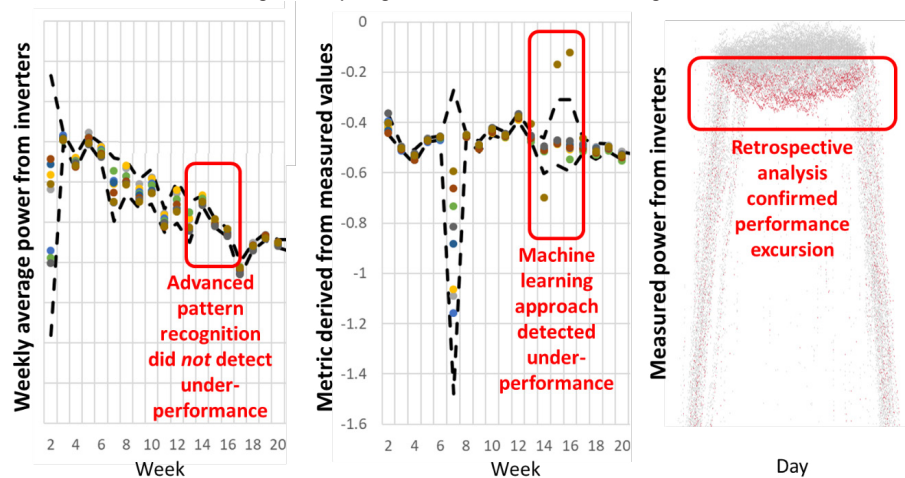 Weekly average power from inverters
Advanced
pattern
recognition
did not detect
under-
performance
2 4 6 8 10 12 14 16 18 20
Week
Metric derived from measured values
0
-0.2
-0.4
-0.6
-0.8
-1
-1.2
-1.4
-1.6
Machine
learning
approach
detected
under-
performance
2 4 6 8 10 12 14 16 18 20
Week
Measured power from inverters
Retrospective
analysis
confirmed
performance
excursion
Day